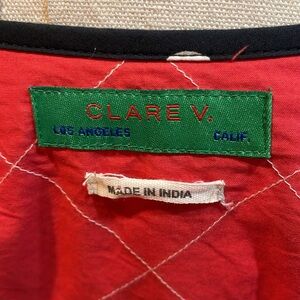 CLARE V.
LOS ANGELES CALIF.
MADE IN INDIA